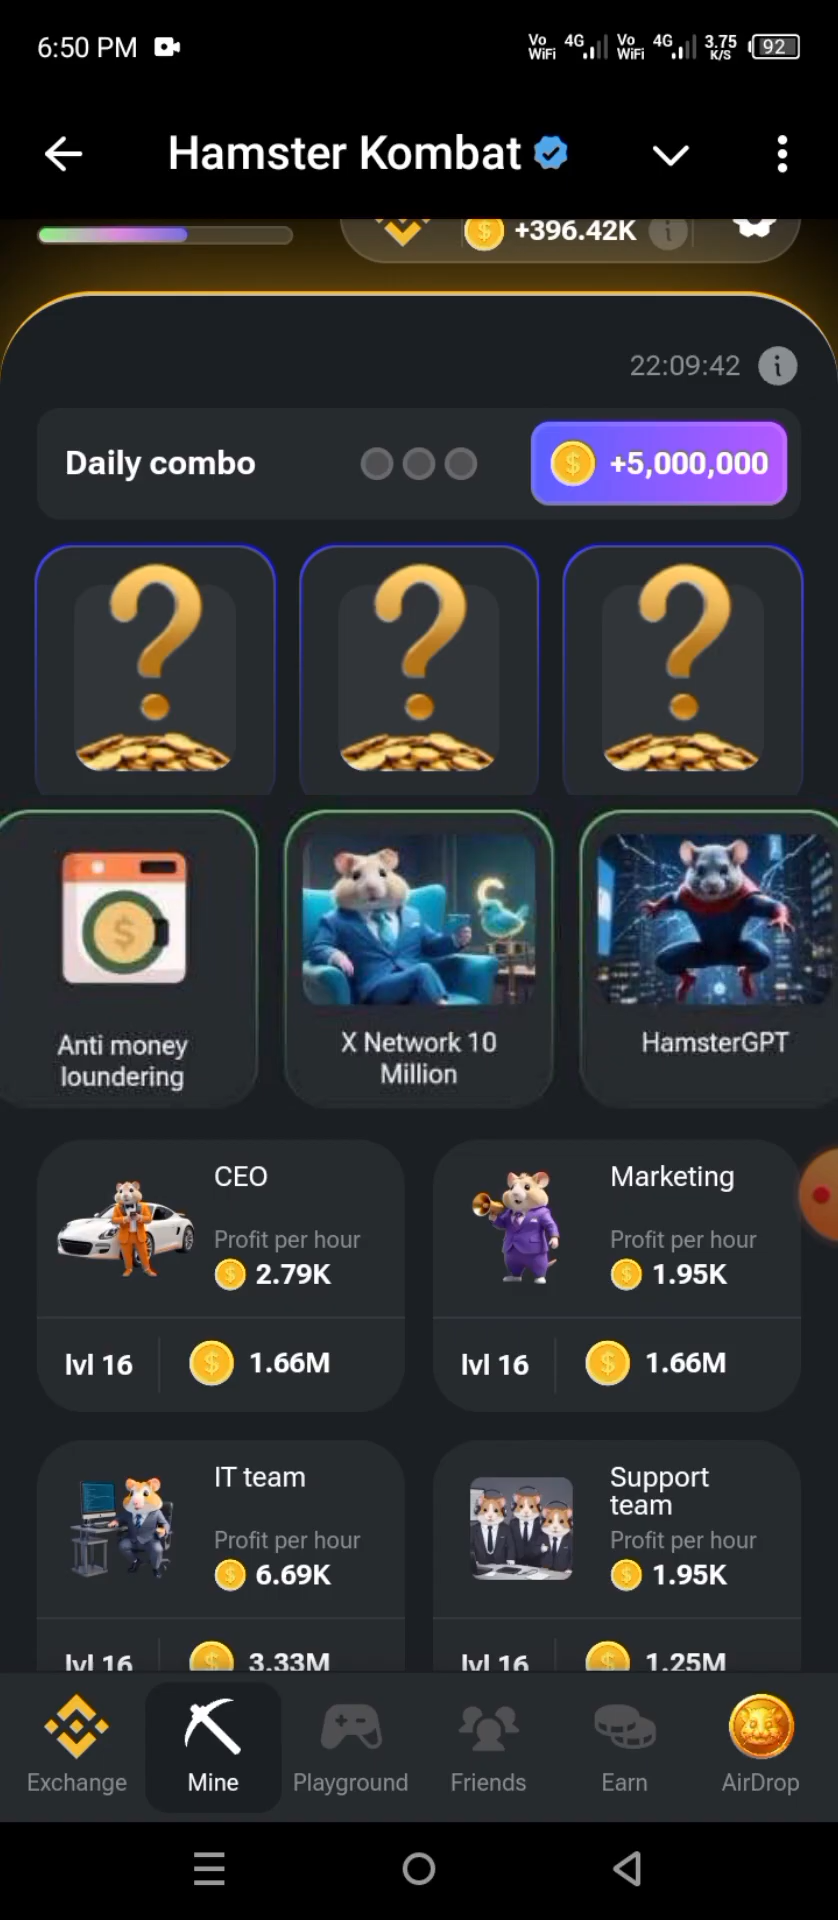 6:50 PM
Vo WiFi 4G Vo WiFi 4G 3.75 K/S 92
Hamster Kombat
+396.42K
22:09:42
Daily combo +5,000,000
Anti money
loundering
X Network 10
Million
HamsterGPT
CEO
Profit per hour
2.79K
lvl 16 1.66M
Marketing
Profit per hour
1.95K
lvl 16 1.66M
IT team
Profit per hour
6.69K
lvl 16 3.33M
Support
team
Profit per hour
1.95K
lvl 16 1.25M
Exchange Mine Playground Friends Earn AirDrop